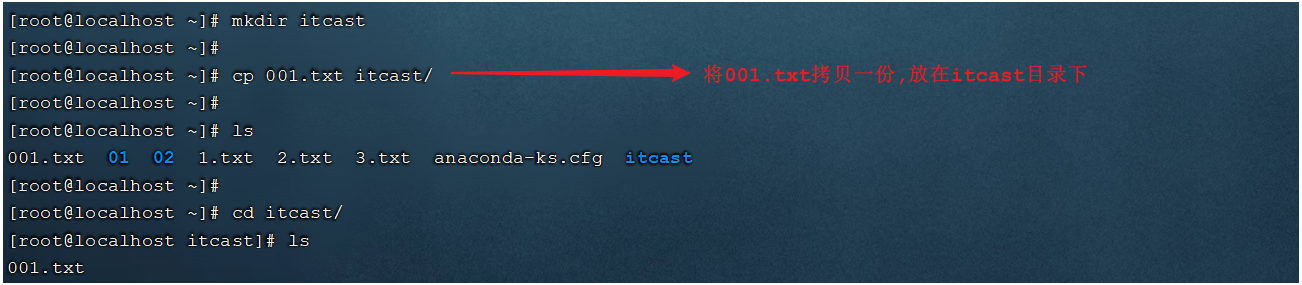 [root@localhost ~]# mkdir itcast
[root@localhost ~]#
[root@localhost ~]# cp 001.txt itcast/ 将001.txt拷贝一份,放在itcast目录下
[root@localhost ~]#
[root@localhost ~]# ls
001.txt  01  02  1.txt  2.txt  3.txt  anaconda-ks.cfg  itcast
[root@localhost ~]#
[root@localhost ~]# cd itcast/
[root@localhost itcast]# ls
001.txt